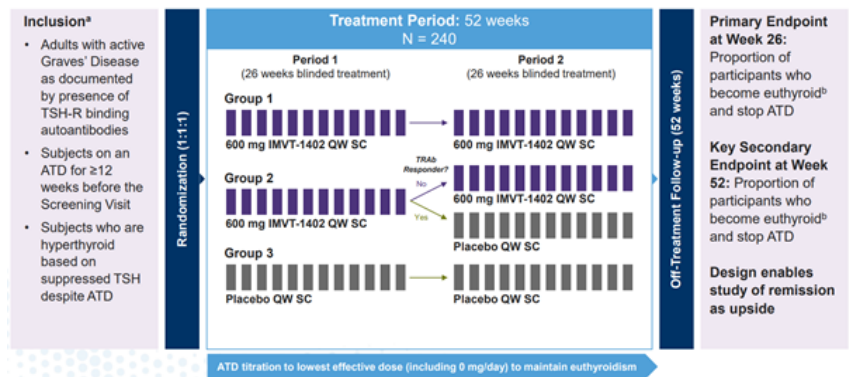 Inclusionᵃ
• Adults with active
Graves' Disease
as documented
by presence of
TSH-R binding
autoantibodies
• Subjects on an
ATD for ≥12
weeks before the
Screening Visit
• Subjects who are
hyperthyroid
based on
suppressed TSH
despite ATD
Randomization (1:1:1)
Treatment Period: 52 weeks
N = 240
Period 1
(26 weeks blinded treatment)
Period 2
(26 weeks blinded treatment)
Group 1
600 mg IMVT-1402 QW SC
600 mg IMVT-1402 QW SC
Group 2
600 mg IMVT-1402 QW SC
TRAb
Responder?
No
Yes
600 mg IMVT-1402 QW SC
Placebo QW SC
Group 3
Placebo QW SC
Placebo QW SC
ATD titration to lowest effective dose (including 0 mg/day) to maintain euthyroidism
Off-Treatment Follow-up (52 weeks)
Primary Endpoint
at Week 26:
Proportion of
participants who
become euthyroidᵇ
and stop ATD
Key Secondary
Endpoint at Week
52: Proportion of
participants who
become euthyroidᵇ
and stop ATD
Design enables
study of remission
as upside